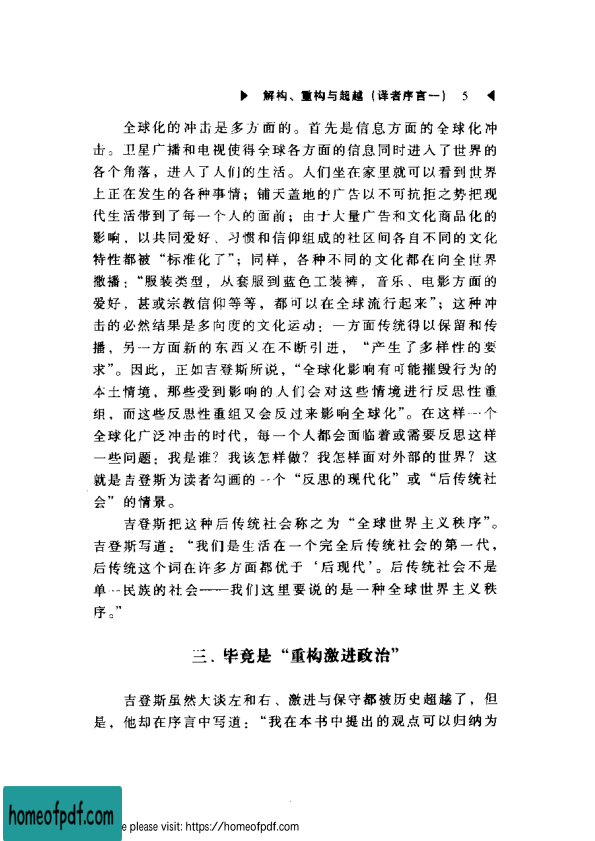 ▶ 解构、重构与超越（译者序言一） 5 ◀
全球化的冲击是多方面的。首先是信息方面的全球化冲
击。卫星广播和电视使得全球各方面的信息同时进入了世界的
各个角落，进入了人们的生活。人们坐在家里就可以看到世界
上正在发生的各种事情；铺天盖地的广告以不可抗拒之势把现
代生活带到了每一个人的面前；由于大量广告和文化商品化的
影响，以共同爱好、习惯和信仰组成的社区间各自不同的文化
特性都被“标准化了”；同样，各种不同的文化都在向全世界
撒播：“服装类型，从套服到蓝色工装裤，音乐、电影方面的
爱好，甚或宗教信仰等等，都可以在全球流行起来”；这种冲
击的必然结果是多向度的文化运动：一方面传统得以保留和传
播，另一方面新的东西又在不断引进，“产生了多样性的要
求”。因此，正如吉登斯所说，“全球化影响有可能摧毁行为的
本土情境，那些受到影响的人们会对这些情境进行反思性重
组，而这些反思性重组又会反过来影响全球化”。在这样一个
全球化广泛冲击的时代，每一个人都会面临着或需要反思这样
一些问题：我是谁？我该怎样做？我怎样面对外部的世界？这
就是吉登斯为读者勾画的一个“反思的现代化”或“后传统社
会”的情景。
吉登斯把这种后传统社会称之为“全球世界主义秩序”。
吉登斯写道：“我们是生活在一个完全后传统社会的第一代，
后传统这个词在许多方面都优于‘后现代’。后传统社会不是
单一民族的社会——我们这里要说的是一种全球世界主义秩
序。”
三．毕竟是“重构激进政治”
吉登斯虽然大谈左和右、激进与保守都被历史超越了，但
是，他却在序言中写道：“我在本书中提出的观点可以归纳为
homeofpdf.com
e please visit: https://homeofpdf.com